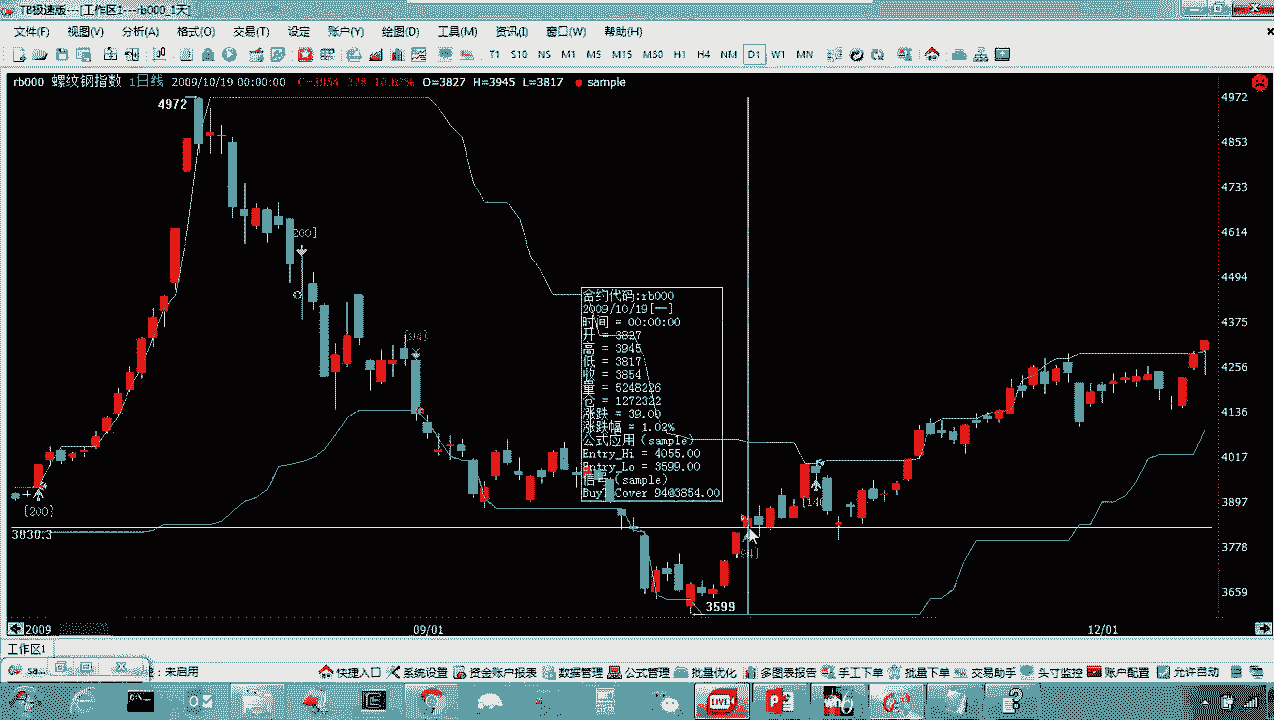 TB极速版---[工作区1---rb000_1天]
文件(F) 视图(V) 分析(A) 格式(O) 交易(T) 账户(Y) 绘图(D) 工具(M) 资讯(I) 窗口(W) 帮助(H)
设定
T1 S10 NS M1 M5 M15 M30 H1 H4 NM D1 W1 MN
rb000 螺纹钢指数 1日线 2009/10/19 00:00:00 O=3827 H=3945 L=3817 sample
4972
4972
4853
4733
4614
4494
4375
4256
4136
4017
3897
3778
3659
[200]
3830.3
3599
合约代码:rb000
2009/10/19[一]
时间 = 00:00:00
开 = 3827
高 = 3945
低 = 3817
收 = 3854
量 = 5248226
仓 = 1272322
涨跌 = 39.00
涨跌幅 = 1.02%
公式应用 (sample)
Entry_Hi = 4055.00
Entry_Lo = 3599.00
信号 (sample)
2009 09/01 12/01
工作区1
未启用 快捷入口 系统设置 资金账户报表 数据管理 公式管理 批量优化 多图表报告 手工下单 批量下单 交易助手 头寸监控 账户配置 允许自动
LIVE